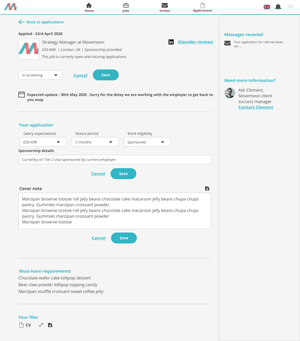 Home
Jobs
Invites
Applications
Back to applications
Applied - 23rd April 2020
Strategy Manager at Movemeon
£50-60K | London, UK | Sponsorship provided
This job is currently open and vetting applications
Glassdor reviews
In screening
Cancel
Save
Expected update - 30th May 2020 . Sorry for the delay we are working with the employer to get back to
you atop
Your application
Salary expectations
Notice period
Work eligibility
£50-60K
2 months
Sponsored
Sponsorship details
Currently on Tier 2 visa sponsored by current employer
Cancel
Save
Cover note
Marzipan brownie tootsie roll jelly beans chocolate cake macaroon jelly beans chupa chups
pastry. Gummies marzipan croissant powder.
Marzipan brownie tootsie roll jelly beans chocolate cake macaroon jelly beans chupa chups
pastry. Gummies marzipan croissant powder
Marzipan brownie tootsie
Cancel
Save
Must-have requirements
Chocolate wafer cake lollipop dessert
Bear claw powder lollipop topping candy
Marzipan soufflé croissant sweet toffee jelly
Your files
CV
Messages received
Your application for role has been
Need more information?
Ask Clement,
Movemeon client
success manager
Contact Clement